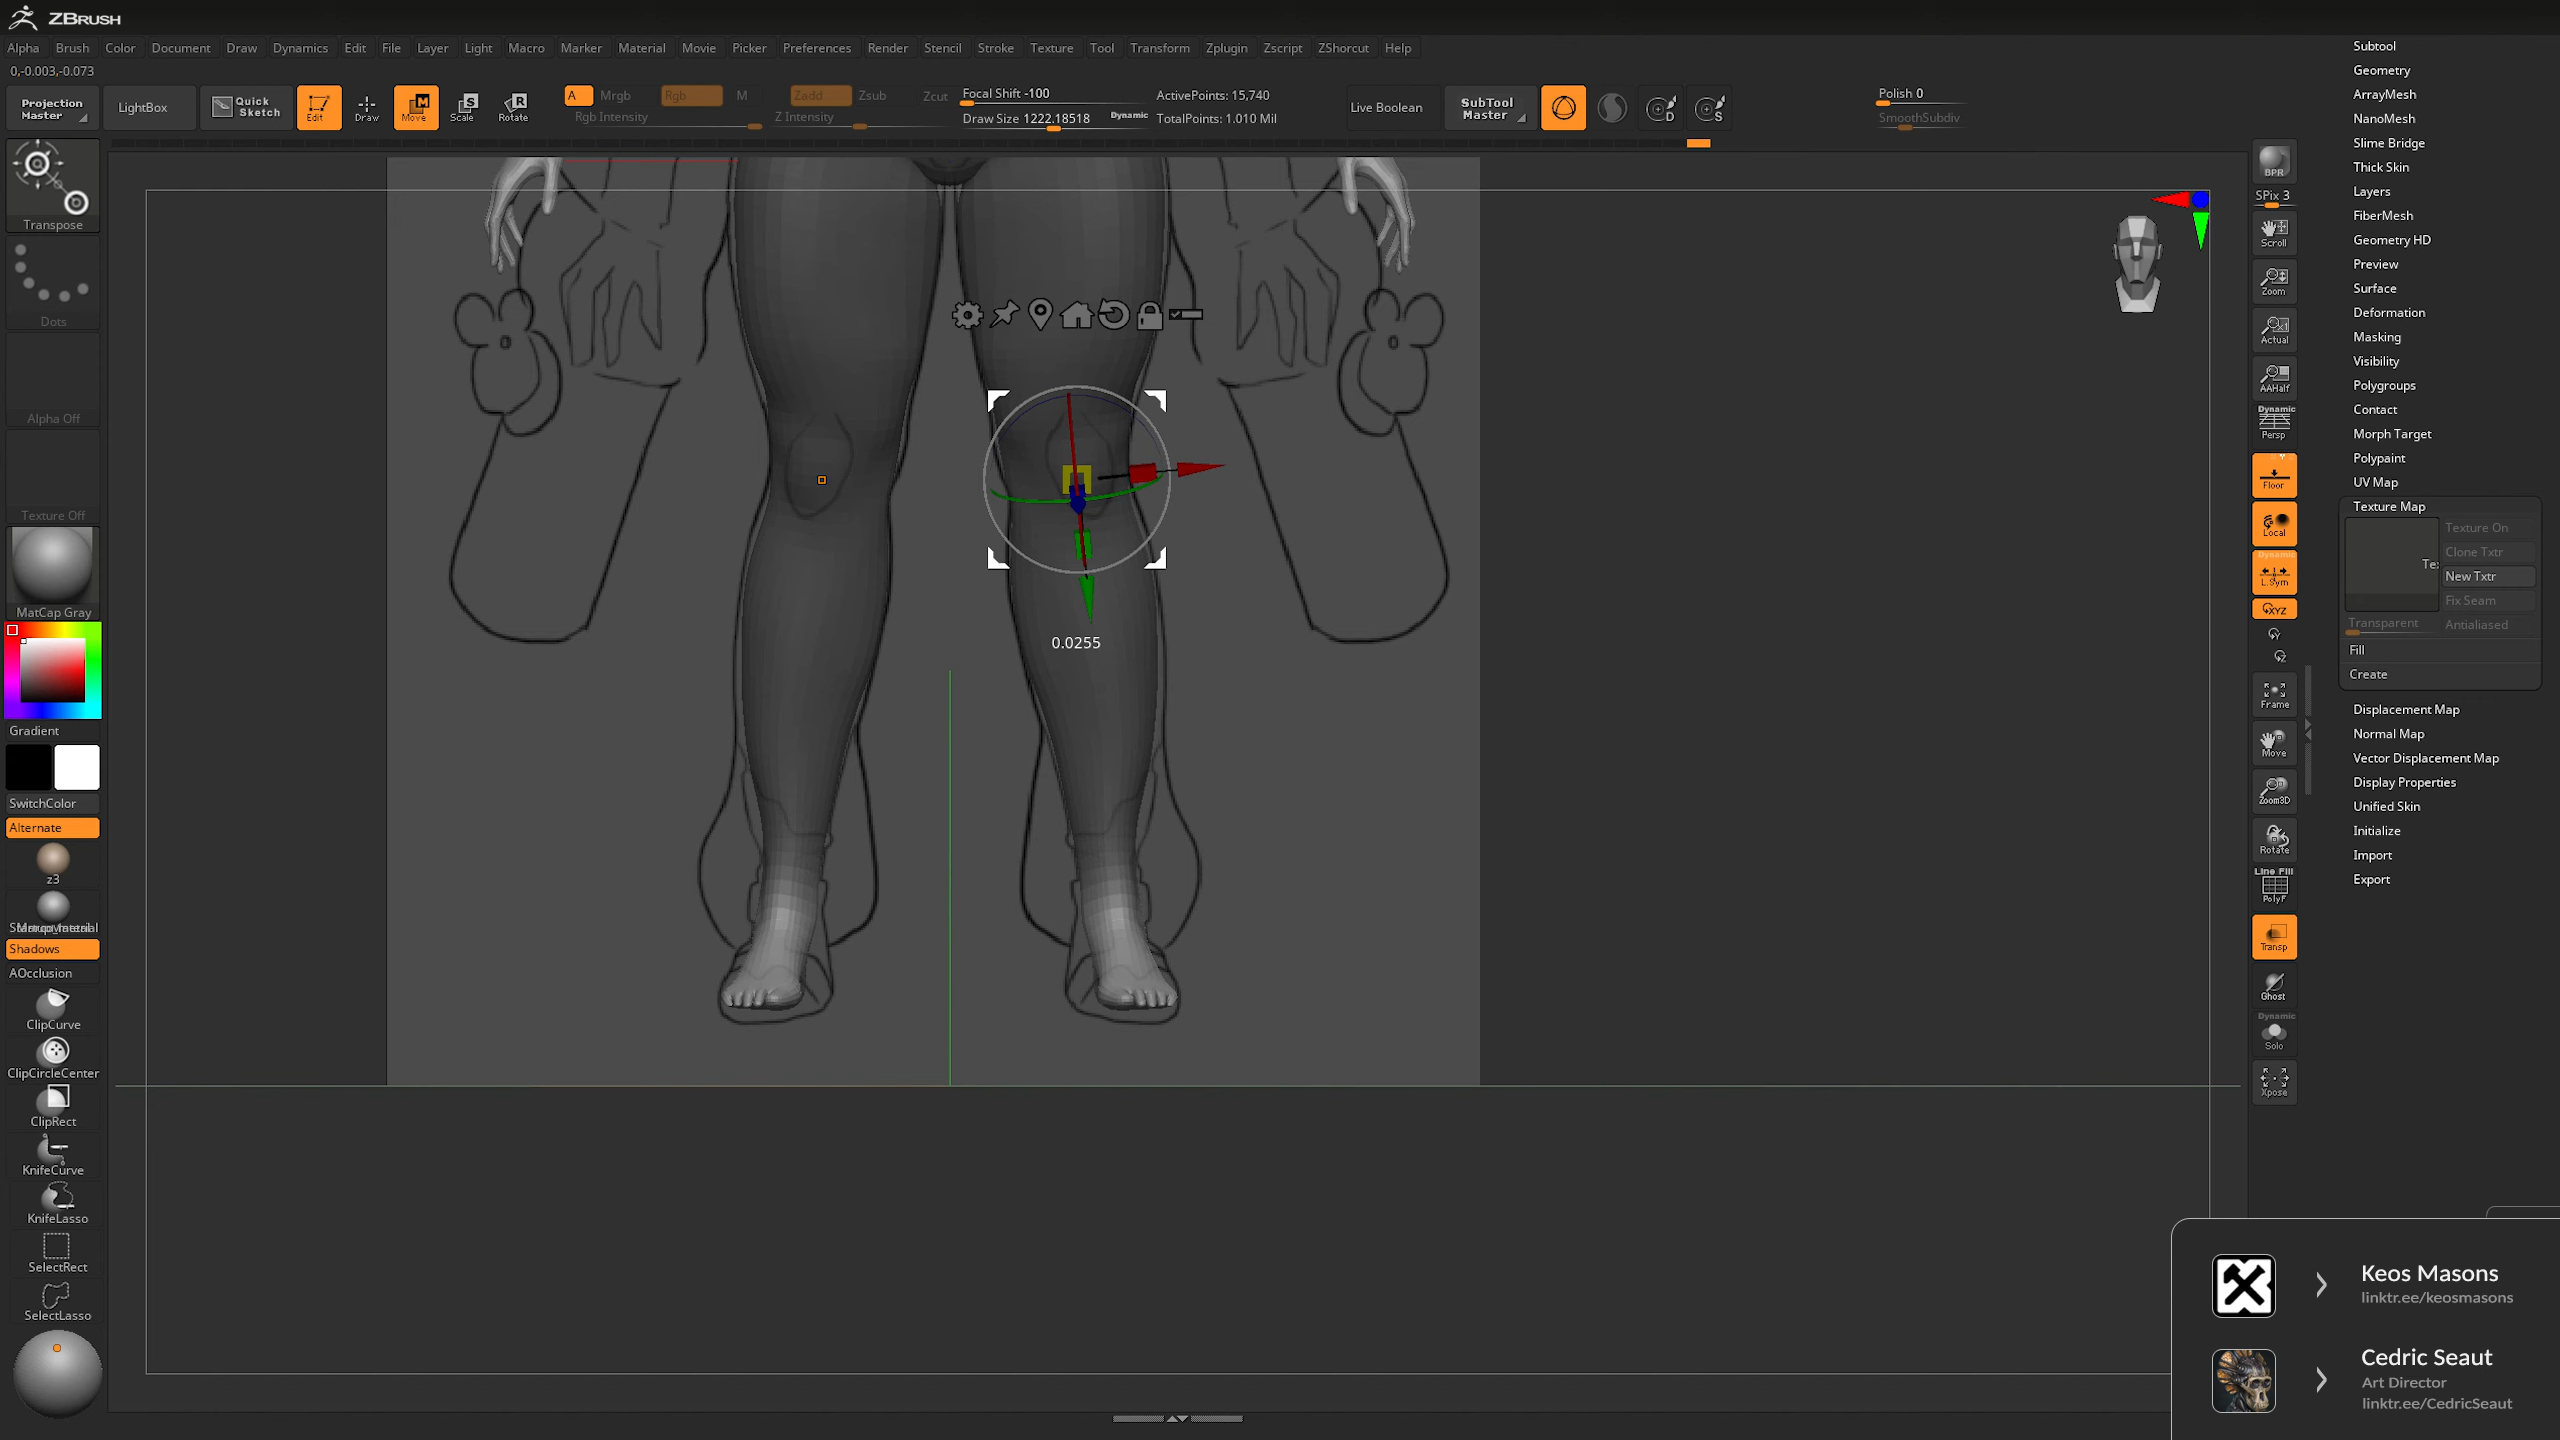 ZBRUSH
Alpha Brush Color Document Draw Dynamics Edit File Layer Light Macro Marker Material Movie Picker Preferences Render Stencil Stroke Texture Tool Transform Zplugin Zscript ZShorcut Help
0,-0.003,-0.073
Projection Master
LightBox
Quick Sketch
Edit
Draw
Move
Scale
Rotate
A Mrgb Rgb M
Rgb Intensity
Zadd Zsub Zcut
Z Intensity
Focal Shift -100
Draw Size 1222.18518
Dynamic
ActivePoints: 15,740
TotalPoints: 1.010 Mil
Live Boolean
SubTool Master
D
S
Polish 0
SmoothSubdiv
Transpose
Dots
Alpha Off
Texture Off
MatCap Gray
Gradient
SwitchColor
Alternate
z3
Shadows
AOcclusion
ClipCurve
ClipCircleCenter
ClipRect
KnifeCurve
KnifeLasso
SelectRect
SelectLasso
0.0255
BPR
SPix 3
Scroll
Zoom
Actual
AAHalf
Dynamic
Persp
Floor
Local
Dynamic
L.Sym
XYZ
Y
Z
Frame
Move
Zoom3D
Rotate
Line Fill
PolyF
Transp
Ghost
Dynamic
Solo
Xpose
Subtool
Geometry
ArrayMesh
NanoMesh
Slime Bridge
Thick Skin
Layers
FiberMesh
Geometry HD
Preview
Surface
Deformation
Masking
Visibility
Polygroups
Contact
Morph Target
Polypaint
UV Map
Texture Map
Texture On
Clone Txtr
New Txtr
Fix Seam
Transparent Antialiased
Fill
Create
Displacement Map
Normal Map
Vector Displacement Map
Display Properties
Unified Skin
Initialize
Import
Export
Keos Masons
linktr.ee/keosmasons
Cedric Seaut
Art Director
linktr.ee/CedricSeaut